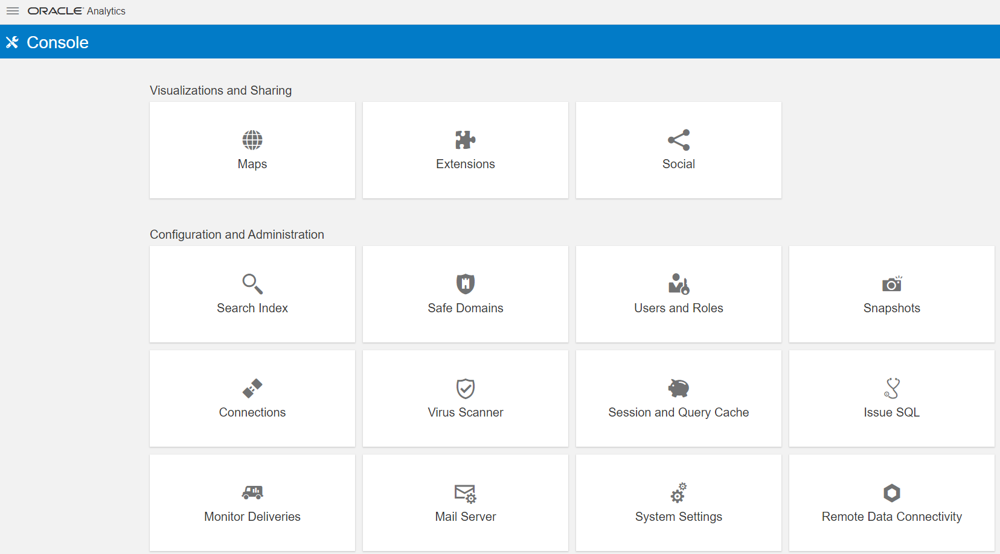 ORACLE Analytics
Console
Visualizations and Sharing
Maps
Extensions
Social
Configuration and Administration
Search Index
Safe Domains
Users and Roles
Snapshots
Connections
Virus Scanner
Session and Query Cache
Issue SQL
Monitor Deliveries
Mail Server
System Settings
Remote Data Connectivity